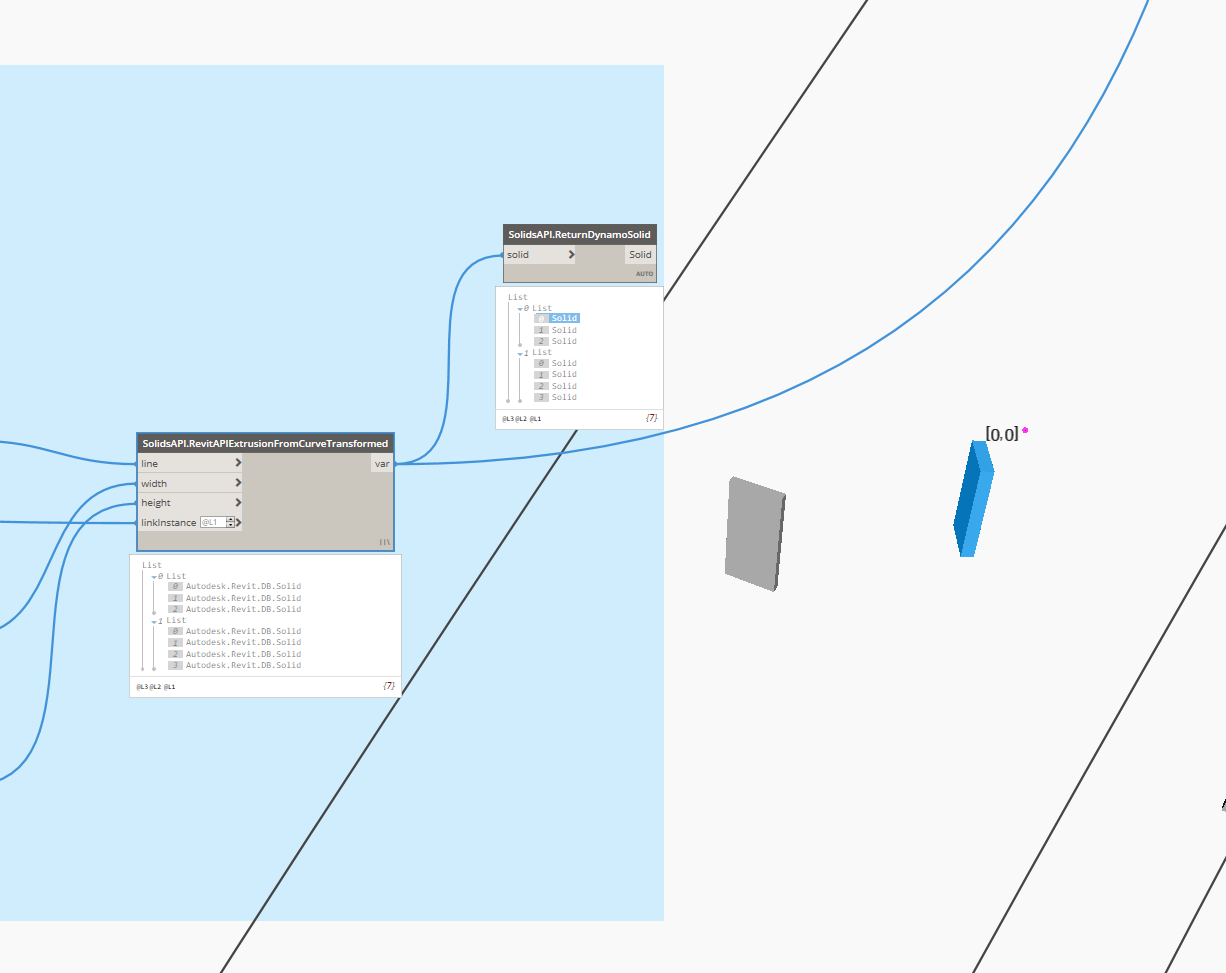 SolidsAPI.ReturnDynamoSolid
solid > Solid
AUTO
List
0 List
0 Solid
1 Solid
2 Solid
1 List
0 Solid
1 Solid
2 Solid
3 Solid
@L3 @L2 @L1 {7}
[0,0]
SolidsAPI.RevitAPIExtrusionFromCurveTransformed
line > var
width >
height >
linkInstance @L1 >
List
0 List
0 Autodesk.Revit.DB.Solid
1 Autodesk.Revit.DB.Solid
2 Autodesk.Revit.DB.Solid
1 List
0 Autodesk.Revit.DB.Solid
1 Autodesk.Revit.DB.Solid
2 Autodesk.Revit.DB.Solid
3 Autodesk.Revit.DB.Solid
@L3 @L2 @L1 {7}